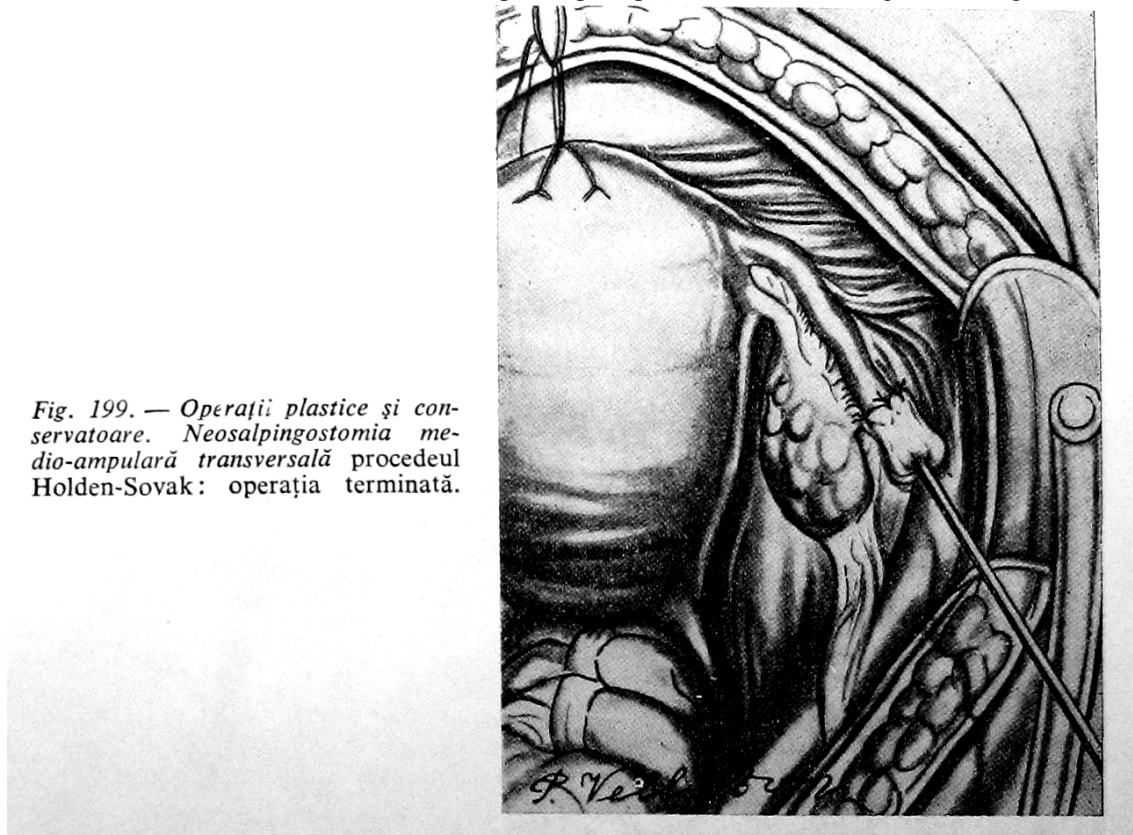 Fig. 199. — Operații plastice și con-
servatoare. Neosalpingostomia me-
dio-ampulară transversală procedeul
Holden-Sovak: operația terminată.